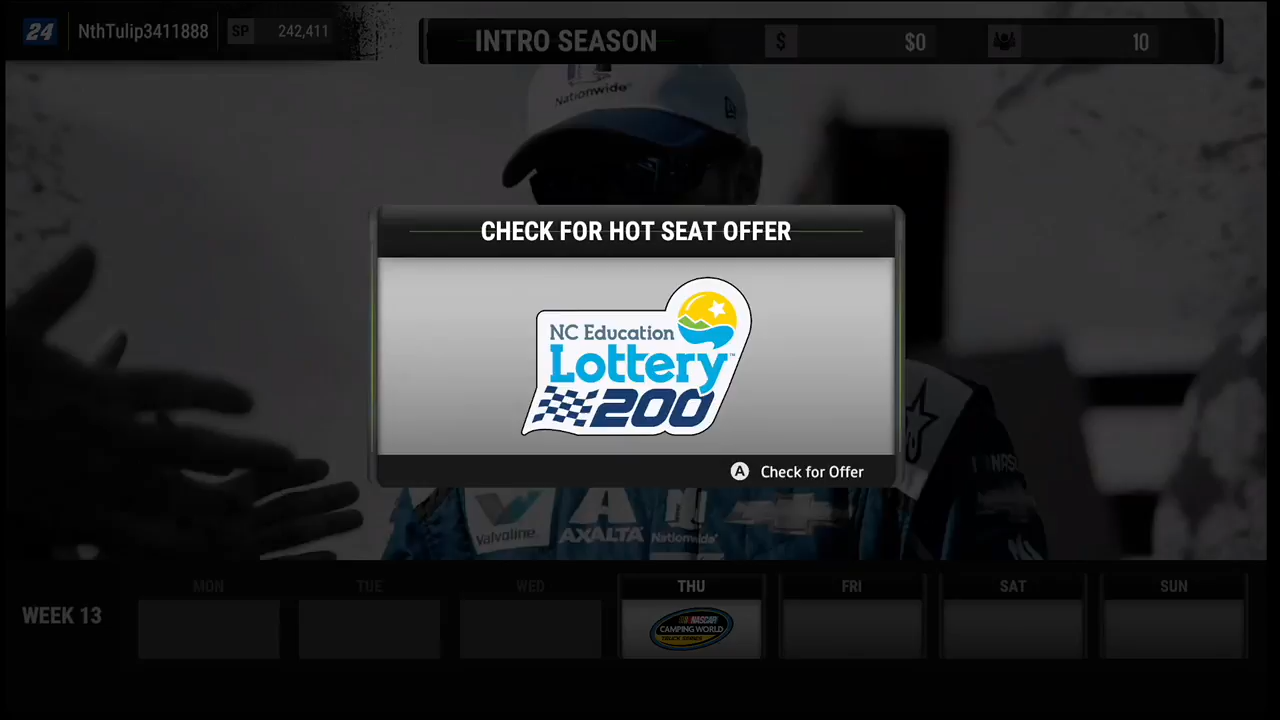 24 NthTulip3411888 SP 242,411
INTRO SEASON $ $0 10
Nationwide
CHECK FOR HOT SEAT OFFER
NC Education
Lottery™
200
A Check for Offer
Valvoline
AXALTA
Nationwide
NASC
MON TUE WED THU FRI SAT SUN
WEEK 13
NASCAR
CAMPING WORLD
TRUCK SERIES